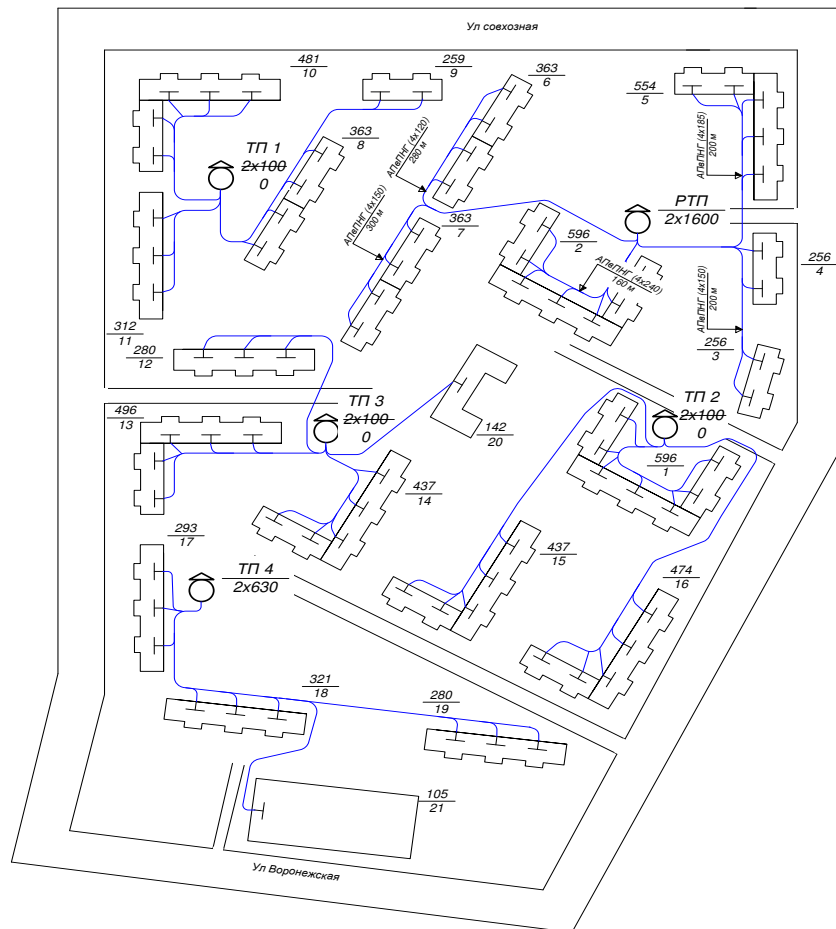 Ул совхозная
481
10
259
9
363
6
554
5
363
8
ТП 1
2х100
0
АПвПНГ (4х120)
280 м
АПвПНГ (4х185)
200 м
АПвПНГ (4х150)
300 м
363
7
РТП
2х1600
596
2
АПвПНГ (4х240)
160 м
256
4
АПвПНГ (4х150)
200 м
312
11
280
12
256
3
ТП 3
2х100
0
ТП 2
2х100
0
496
13
142
20
596
1
437
14
293
17
437
15
474
16
ТП 4
2х630
321
18
280
19
105
21
Ул Воронежская